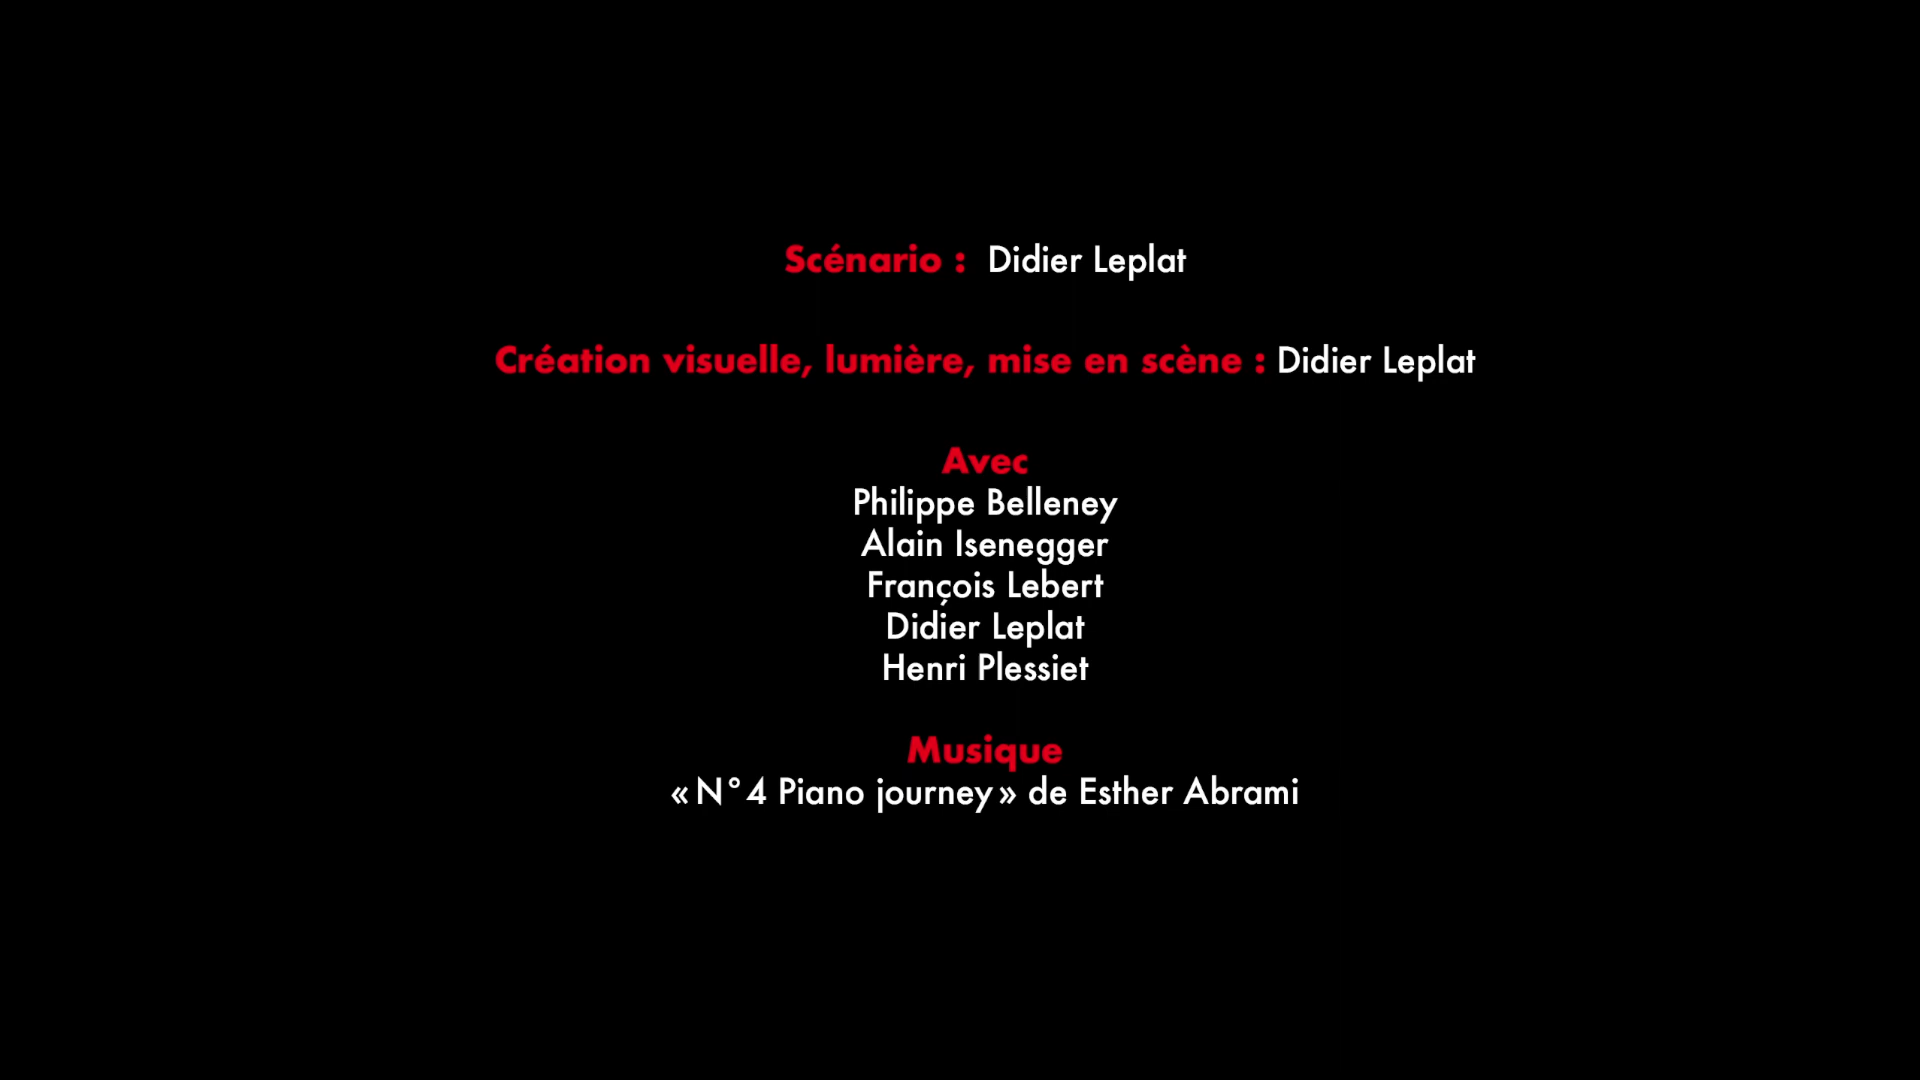 Scénario : Didier Leplat
Création visuelle, lumière, mise en scène : Didier Leplat
Avec
Philippe Belleney
Alain Isenegger
François Lebert
Didier Leplat
Henri Plessiet
Musique
« N° 4 Piano journey » de Esther Abrami